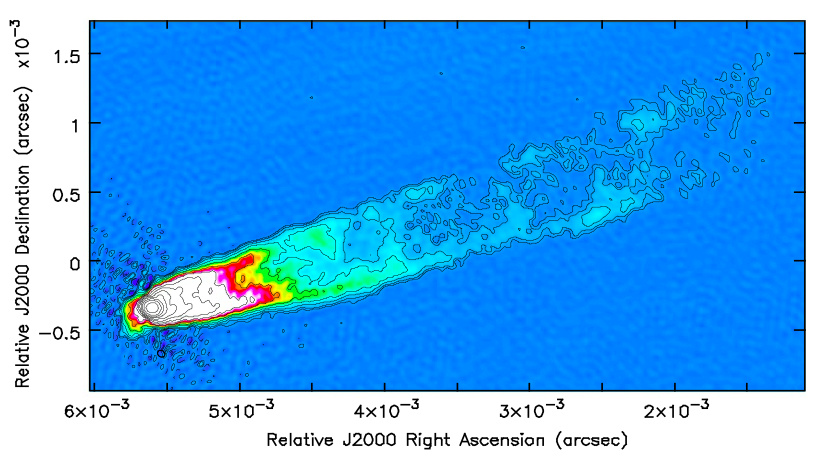 Relative J2000 Declination (arcsec) x10⁻³
1.5
1
0.5
0
−0.5
6×10⁻³ 5×10⁻³ 4×10⁻³ 3×10⁻³ 2×10⁻³
Relative J2000 Right Ascension (arcsec)